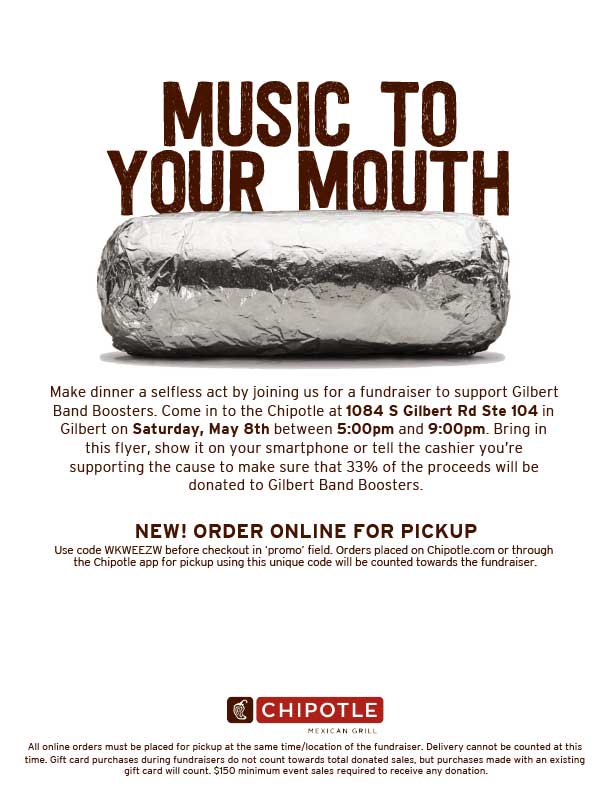 MUSIC TO
YOUR MOUTH
Make dinner a selfless act by joining us for a fundraiser to support Gilbert
Band Boosters. Come in to the Chipotle at 1084 S Gilbert Rd Ste 104 in
Gilbert on Saturday, May 8th between 5:00pm and 9:00pm. Bring in
this flyer, show it on your smartphone or tell the cashier you're
supporting the cause to make sure that 33% of the proceeds will be
donated to Gilbert Band Boosters.
NEW! ORDER ONLINE FOR PICKUP
Use code WKWEEZW before checkout in 'promo' field. Orders placed on Chipotle.com or through
the Chipotle app for pickup using this unique code will be counted towards the fundraiser.
CHIPOTLE
MEXICAN GRILL
All online orders must be placed for pickup at the same time/location of the fundraiser. Delivery cannot be counted at this
time. Gift card purchases during fundraisers do not count towards total donated sales, but purchases made with an existing
gift card will count. $150 minimum event sales required to receive any donation.